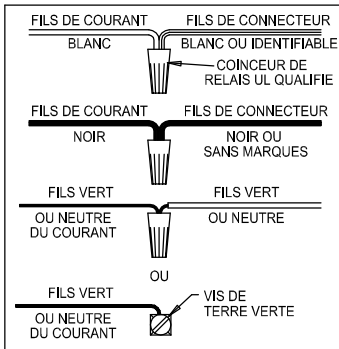 FILS DE COURANT FILS DE CONNECTEUR
BLANC BLANC OU IDENTIFIABLE
COINCEUR DE
RELAIS UL QUALIFIE
FILS DE COURANT FILS DE CONNECTEUR
NOIR NOIR OU
SANS MARQUES
FILS VERT FILS VERT
OU NEUTRE OU NEUTRE
DU COURANT
OU
FILS VERT VIS DE
TERRE VERTE
OU NEUTRE
DU COURANT